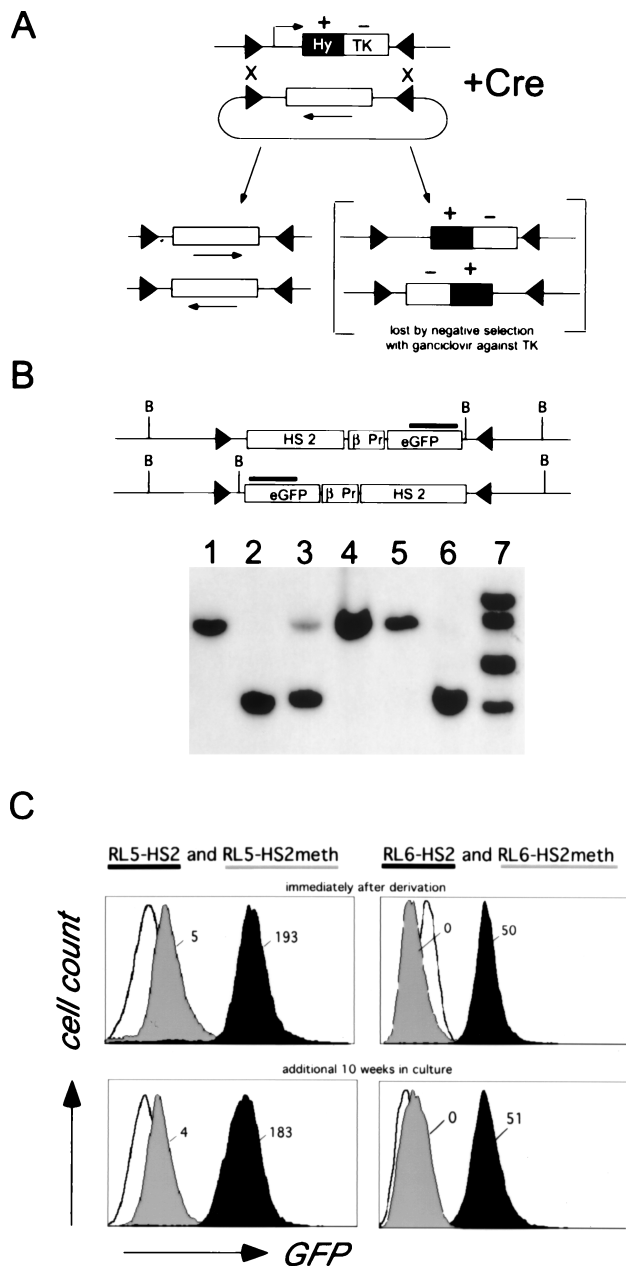 A
+ −
Hy TK
X X
+Cre
+ −
− +
lost by negative selection
with ganciclovir against TK
B
B B B
HS 2 β Pr eGFP
B B B
eGFP β Pr HS 2
1 2 3 4 5 6 7
C
RL5-HS2 and RL5-HS2meth RL6-HS2 and RL6-HS2meth
immediately after derivation
5 193 0 50
cell count
additional 10 weeks in culture
4 183 0 51
GFP